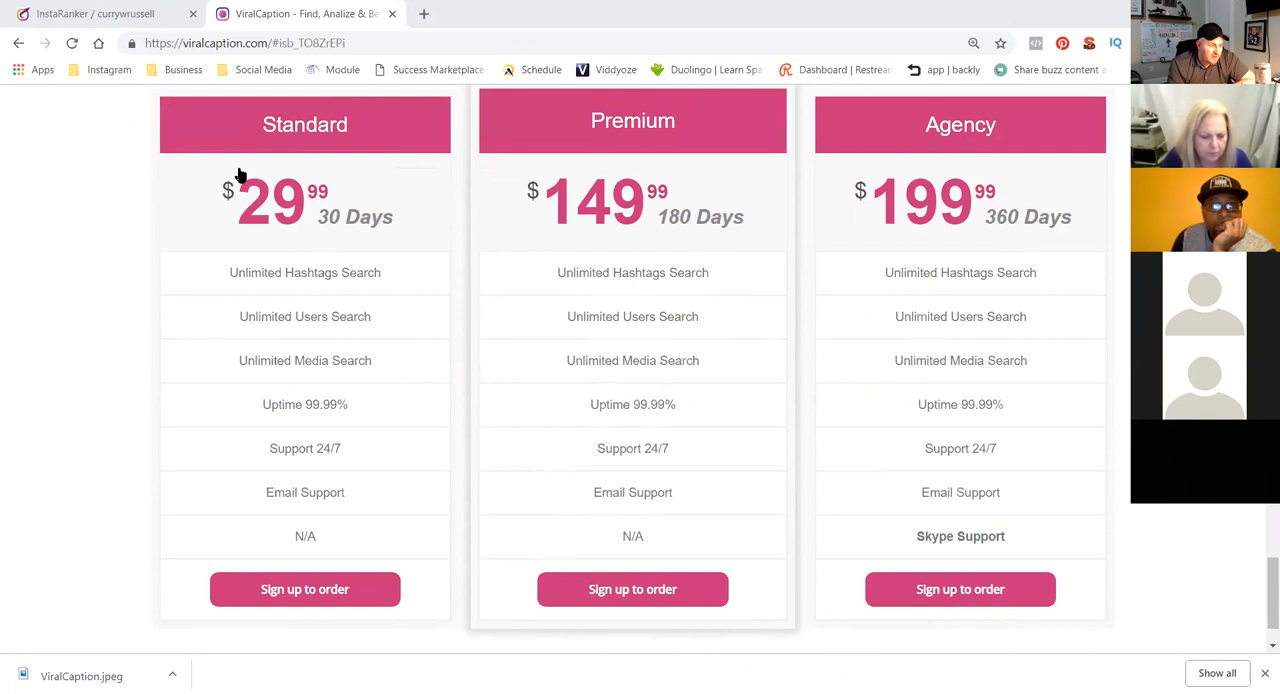 InstaRanker / currywrussell
ViralCaption - Find, Analize & Be
https://viralcaption.com/#isb_TO8ZrEPi
IQ
Apps
Instagram
Business
Social Media
Module
Success Marketplace
Schedule
Viddyoze
Duolingo | Learn Spa
Dashboard | Restrea
app | backly
Share buzz content a
Standard
Premium
Agency
$29.99 30 Days
$149.99 180 Days
$199.99 360 Days
Unlimited Hashtags Search
Unlimited Hashtags Search
Unlimited Hashtags Search
Unlimited Users Search
Unlimited Users Search
Unlimited Users Search
Unlimited Media Search
Unlimited Media Search
Unlimited Media Search
Uptime 99.99%
Uptime 99.99%
Uptime 99.99%
Support 24/7
Support 24/7
Support 24/7
Email Support
Email Support
Email Support
N/A
N/A
Skype Support
Sign up to order
Sign up to order
Sign up to order
ViralCaption.jpeg
Show all